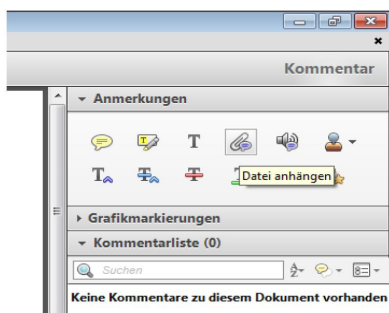 Kommentar
Anmerkungen
Datei anhängen
Grafikmarkierungen
Kommentarliste (0)
Suchen
Keine Kommentare zu diesem Dokument vorhanden